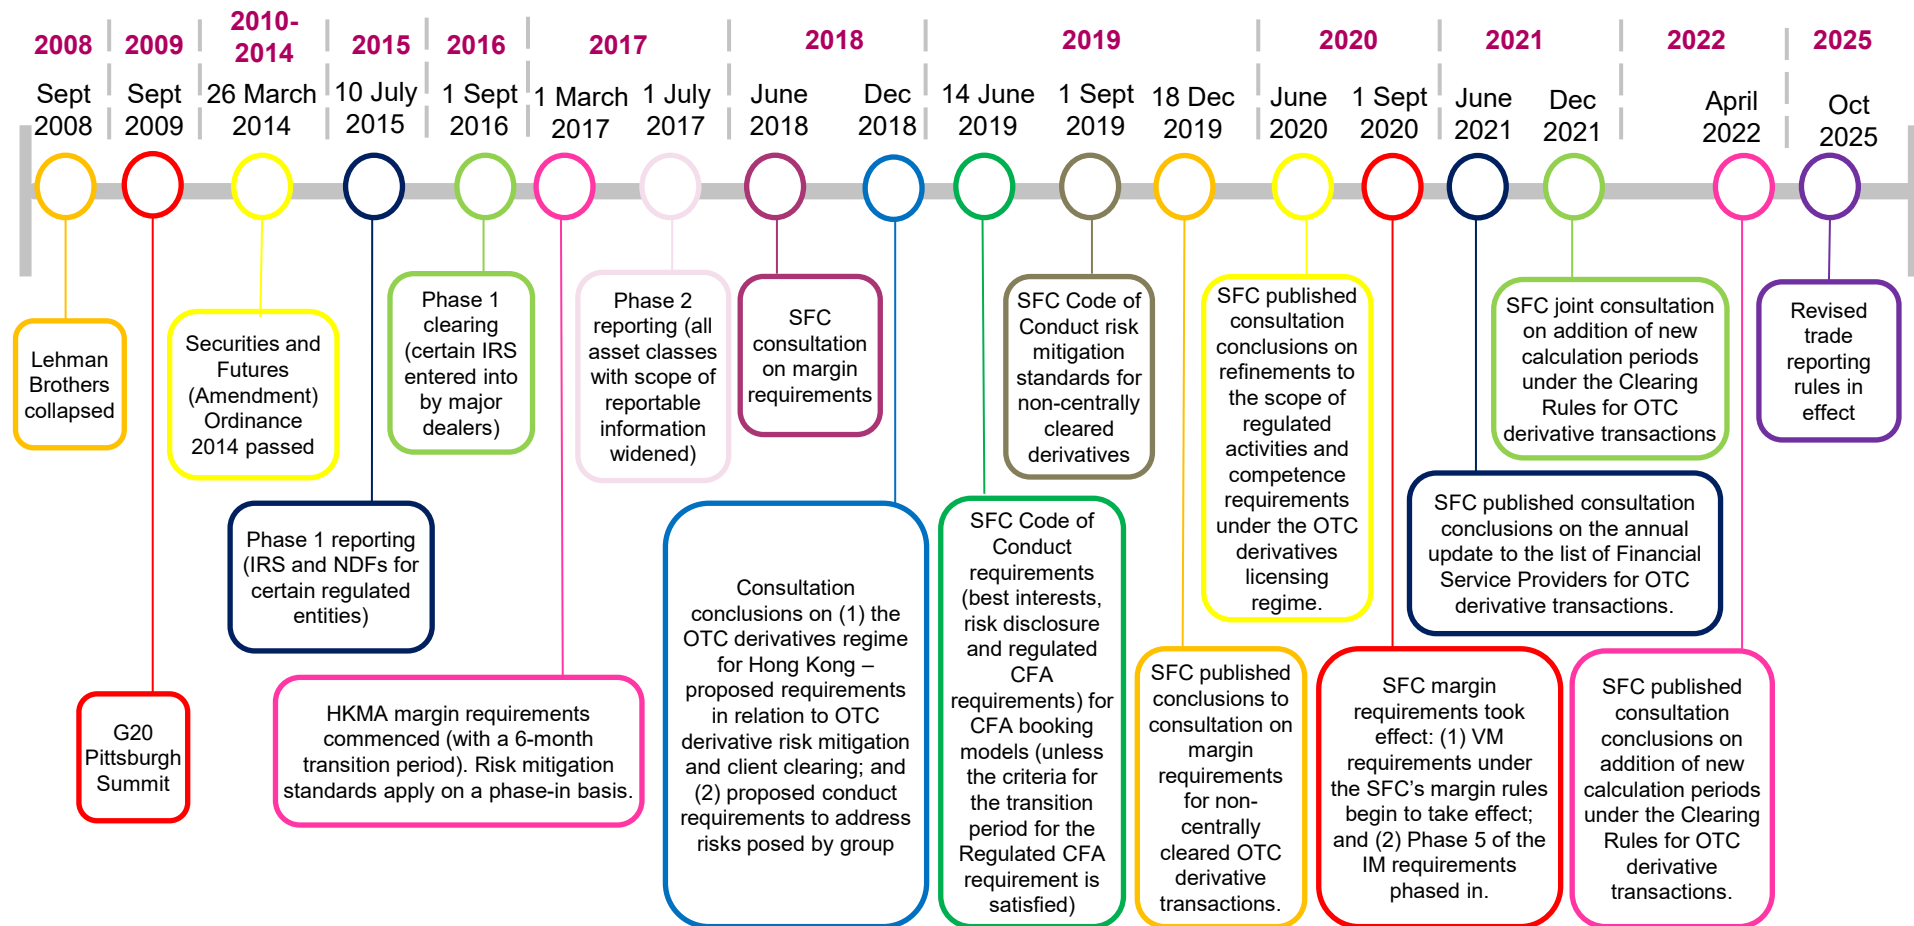 2008
2009
2010-
2014
2015
2016
2017
2018
2019
2020
2021
2022
2025
Sept
2008
Sept
2009
26 March
2014
10 July
2015
1 Sept
2016
1 March
2017
1 July
2017
June
2018
Dec
2018
14 June
2019
1 Sept
2019
18 Dec
2019
June
2020
1 Sept
2020
June
2021
Dec
2021
April
2022
Oct
2025
Lehman
Brothers
collapsed
G20
Pittsburgh
Summit
Securities and
Futures
(Amendment)
Ordinance
2014 passed
Phase 1 reporting
(IRS and NDFs for
certain regulated
entities)
Phase 1
clearing
(certain IRS
entered into
by major
dealers)
HKMA margin requirements
commenced (with a 6-month
transition period). Risk mitigation
standards apply on a phase-in basis.
Phase 2
reporting (all
asset classes
with scope of
reportable
information
widened)
SFC
consultation
on margin
requirements
Consultation
conclusions on (1) the
OTC derivatives regime
for Hong Kong –
proposed requirements
in relation to OTC
derivative risk mitigation
and client clearing; and
(2) proposed conduct
requirements to address
risks posed by group
SFC Code of
Conduct
requirements
(best interests,
risk disclosure
and regulated
CFA
requirements) for
CFA booking
models (unless
the criteria for
the transition
period for the
Regulated CFA
requirement is
satisfied)
SFC Code of
Conduct risk
mitigation
standards for
non-centrally
cleared
derivatives
SFC published
conclusions to
consultation on
margin
requirements
for non-
centrally
cleared OTC
derivative
transactions.
SFC published
consultation
conclusions on
refinements to
the scope of
regulated
activities and
competence
requirements
under the OTC
derivatives
licensing
regime.
SFC margin
requirements took
effect: (1) VM
requirements under
the SFC’s margin rules
begin to take effect;
and (2) Phase 5 of the
IM requirements
phased in.
SFC published consultation
conclusions on the annual
update to the list of Financial
Service Providers for OTC
derivative transactions.
SFC joint consultation
on addition of new
calculation periods
under the Clearing
Rules for OTC
derivative transactions
SFC published
consultation
conclusions on
addition of new
calculation periods
under the Clearing
Rules for OTC
derivative
transactions.
Revised
trade
reporting
rules in
effect